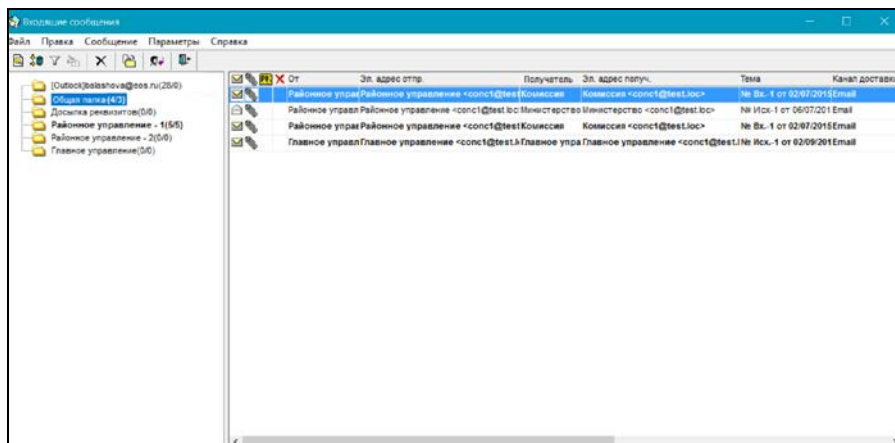 Входящие сообщения
Файл Правка Сообщение Параметры Справка
[Outlook]balashova@eos.ru(28/0)
Общая папка(4/3)
Досылка реквизитов(0/0)
Районное управление - 1(5/5)
Районное управление - 2(0/0)
Главное управление(0/0)
От Эл. адрес отпр. Получатель Эл. адрес получ. Тема Канал доставки
Районное управ Районное управление <conc1@test Комиссия Комиссия <conc1@test.loc> № Вх.-1 от 02/07/2015 Email
Районное управл Районное управление <conc1@test.loc Министерство Министерство <conc1@test.loc> № Исх-1 от 06/07/201 Email
Районное управ Районное управление <conc1@test Комиссия Комиссия <conc1@test.loc> № Вх.-1 от 02/07/2015 Email
Главное управл Главное управление <conc1@test.l Главное упра Главное управление <conc1@test.l № Исх.-1 от 02/09/201 Email